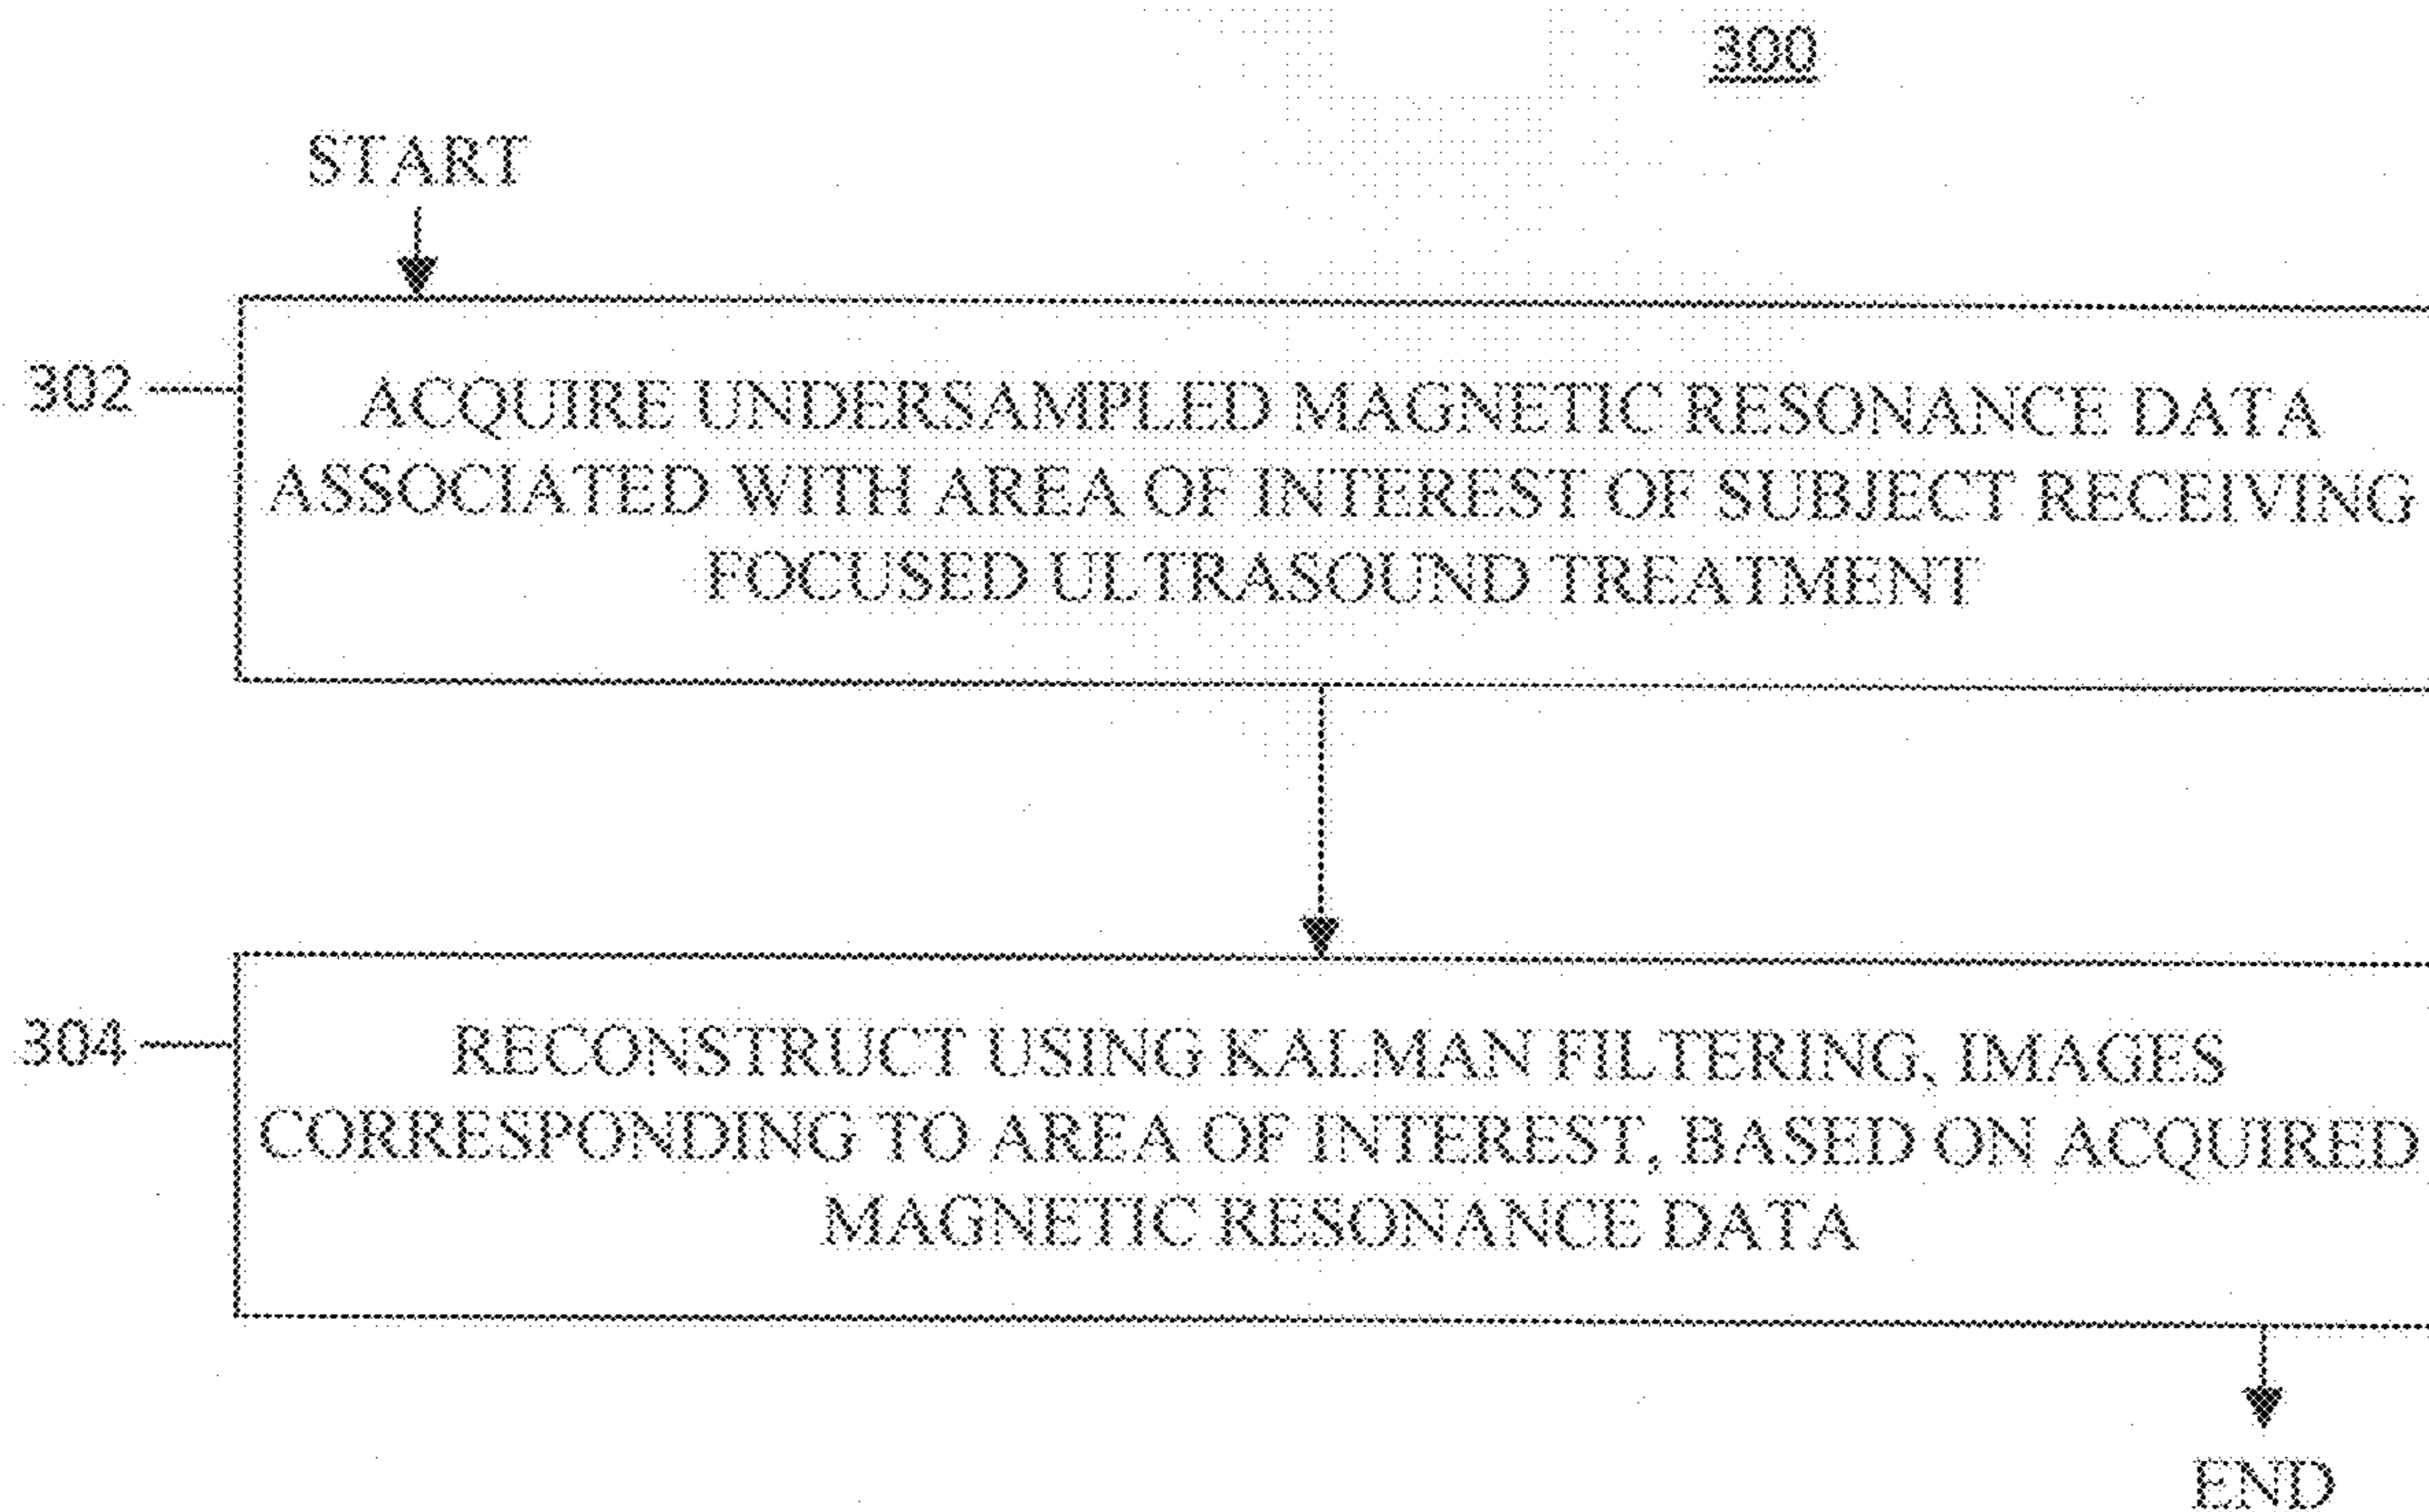 300
START
302
ACQUIRE UNDERSAMPLED MAGNETIC RESONANCE DATA
ASSOCIATED WITH AREA OF INTEREST OF SUBJECT RECEIVING
FOCUSED ULTRASOUND TREATMENT
304
RECONSTRUCT USING KALMAN FILTERING, IMAGES
CORRESPONDING TO AREA OF INTEREST, BASED ON ACQUIRED
MAGNETIC RESONANCE DATA
END